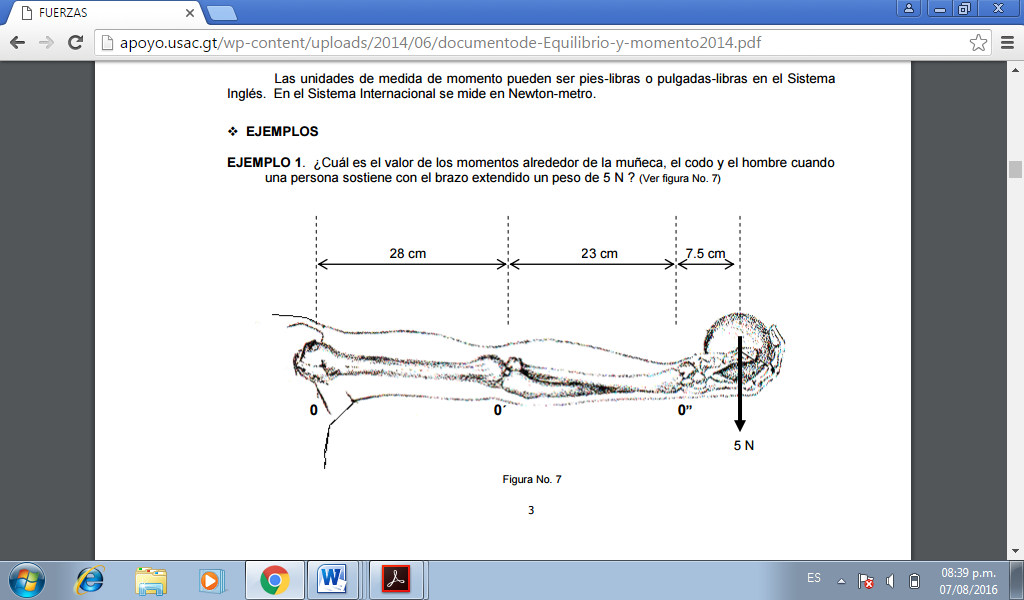 FUERZAS
apoyo.usac.gt/wp-content/uploads/2014/06/documentode-Equilibrio-y-momento2014.pdf
Las unidades de medida de momento pueden ser pies-libras o pulgadas-libras en el Sistema
Inglés. En el Sistema Internacional se mide en Newton-metro.
❖ EJEMPLOS
EJEMPLO 1. ¿Cuál es el valor de los momentos alrededor de la muñeca, el codo y el hombre cuando
una persona sostiene con el brazo extendido un peso de 5 N ? (Ver figura No. 7)
28 cm 23 cm 7.5 cm
0 0´ 0”
5 N
Figura No. 7
3
ES 08:39 p.m.
07/08/2016